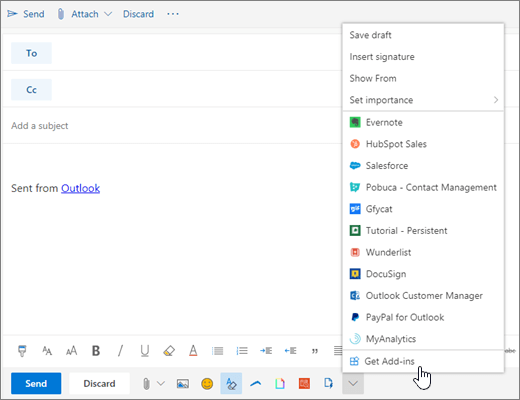 Send Attach Discard ...
To
Cc
Add a subject
Sent from Outlook
Save draft
Insert signature
Show From
Set importance
Evernote
HubSpot Sales
Salesforce
Pobuca - Contact Management
Gfycat
Tutorial - Persistent
Wunderlist
DocuSign
Outlook Customer Manager
PayPal for Outlook
MyAnalytics
Get Add-ins
B I U
Send Discard